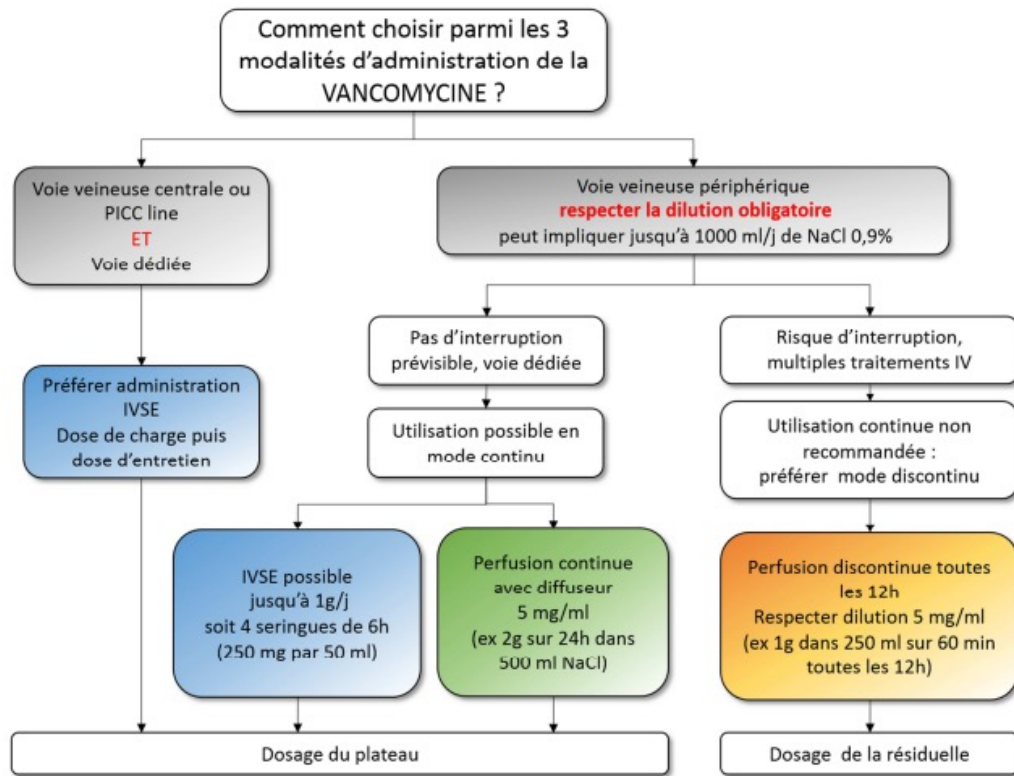 Comment choisir parmi les 3
modalités d'administration de la
VANCOMYCINE ?
Voie veineuse centrale ou
PICC line
ET
Voie dédiée
Voie veineuse périphérique
respecter la dilution obligatoire
peut impliquer jusqu'à 1000 ml/j de NaCl 0,9%
Préférer administration
IVSE
Dose de charge puis
dose d'entretien
Pas d'interruption
prévisible, voie dédiée
Risque d'interruption,
multiples traitements IV
Utilisation possible en
mode continu
Utilisation continue non
recommandée :
préférer mode discontinu
IVSE possible
jusqu'à 1g/j
soit 4 seringues de 6h
(250 mg par 50 ml)
Perfusion continue
avec diffuseur
5 mg/ml
(ex 2g sur 24h dans
500 ml NaCl)
Perfusion discontinue toutes
les 12h
Respecter dilution 5 mg/ml
(ex 1g dans 250 ml sur 60 min
toutes les 12h)
Dosage du plateau
Dosage de la résiduelle